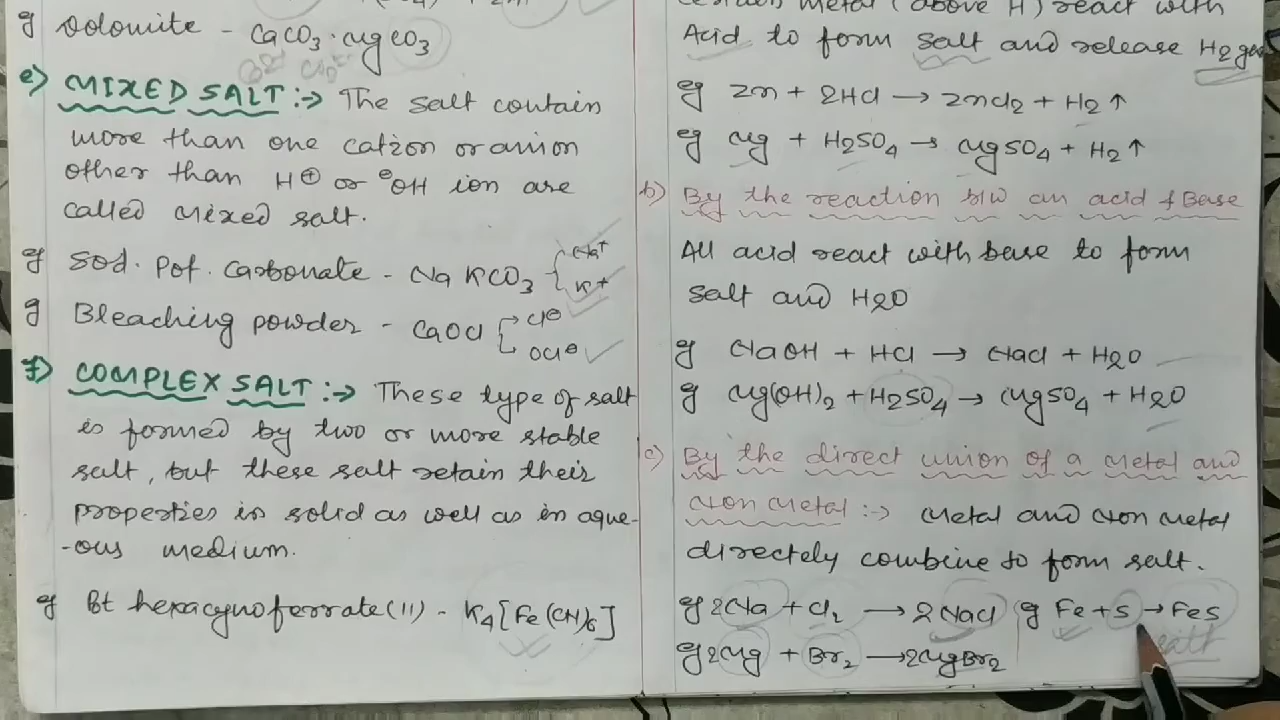 eg Dolomite - CaCO3·MgCO3
e) MIXED SALT :-> The salt contain
more than one cation or anion
other than H⊕ or ⊖OH ion are
called Mixed salt.
eg Sod. Pot. Carbonate - NaKCO3 Na+ K+
eg Bleaching powder - CaOCl Cl⊖ OCl⊖
f) COMPLEX SALT :-> These type of salt
is formed by two or more stable
salt, but these salt retain their
properties in solid as well as in aque-
-ous medium.
eg Pt hexacynoferrate(II) - K4[Fe(CN)6]
Metal (above H) react with
Acid to form salt and release H2 gas
eg Zn + 2HCl → ZnCl2 + H2↑
eg Mg + H2SO4 → MgSO4 + H2↑
b) By the reaction b/w an acid & Base
All acid react with base to form
salt and H2O
eg NaOH + HCl → NaCl + H2O
eg Mg(OH)2 + H2SO4 → MgSO4 + H2O
c) By the direct union of a Metal and
Non Metal :-> Metal and Non Metal
directely combine to form salt.
eg 2Na + Cl2 → 2NaCl eg Fe + S → FeS
salt
eg 2Mg + Br2 → 2MgBr2